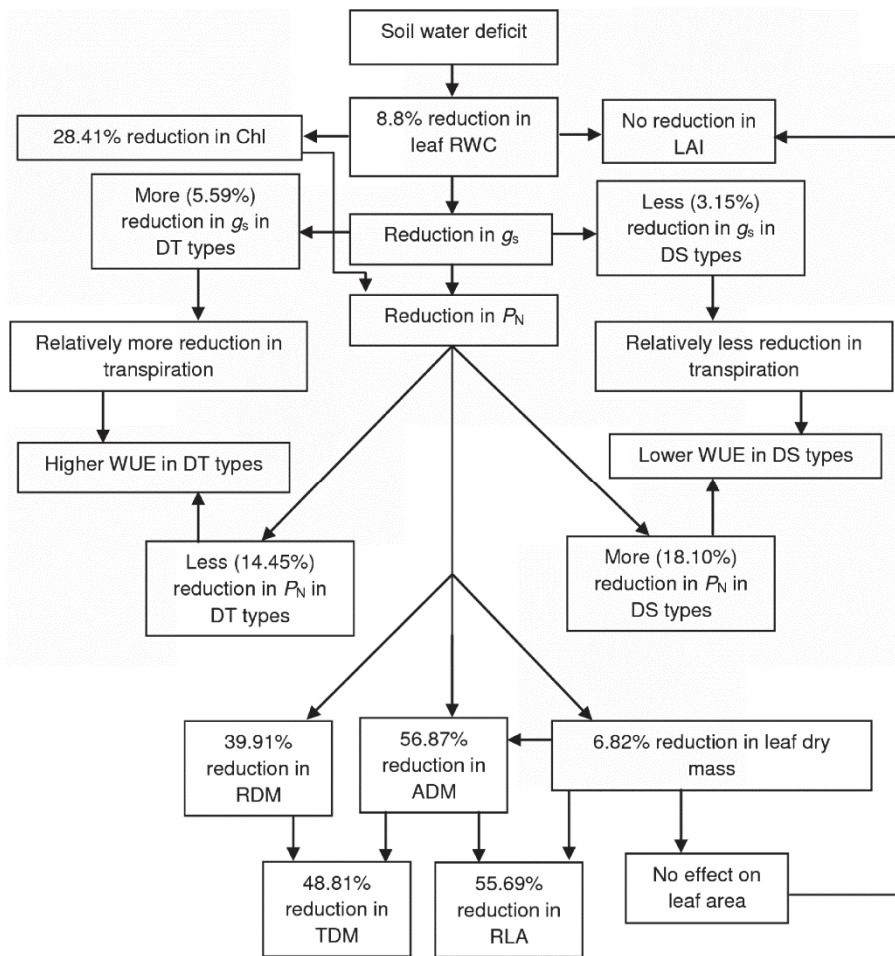 Soil water deficit
28.41% reduction in Chl
8.8% reduction in
leaf RWC
No reduction in
LAI
More (5.59%)
reduction in gs in
DT types
Reduction in gs
Less (3.15%)
reduction in gs in
DS types
Reduction in PN
Relatively more reduction in
transpiration
Relatively less reduction in
transpiration
Higher WUE in DT types
Lower WUE in DS types
Less (14.45%)
reduction in PN in
DT types
More (18.10%)
reduction in PN in
DS types
39.91%
reduction in
RDM
56.87%
reduction in
ADM
6.82% reduction in leaf dry
mass
48.81%
reduction in
TDM
55.69%
reduction in
RLA
No effect on
leaf area